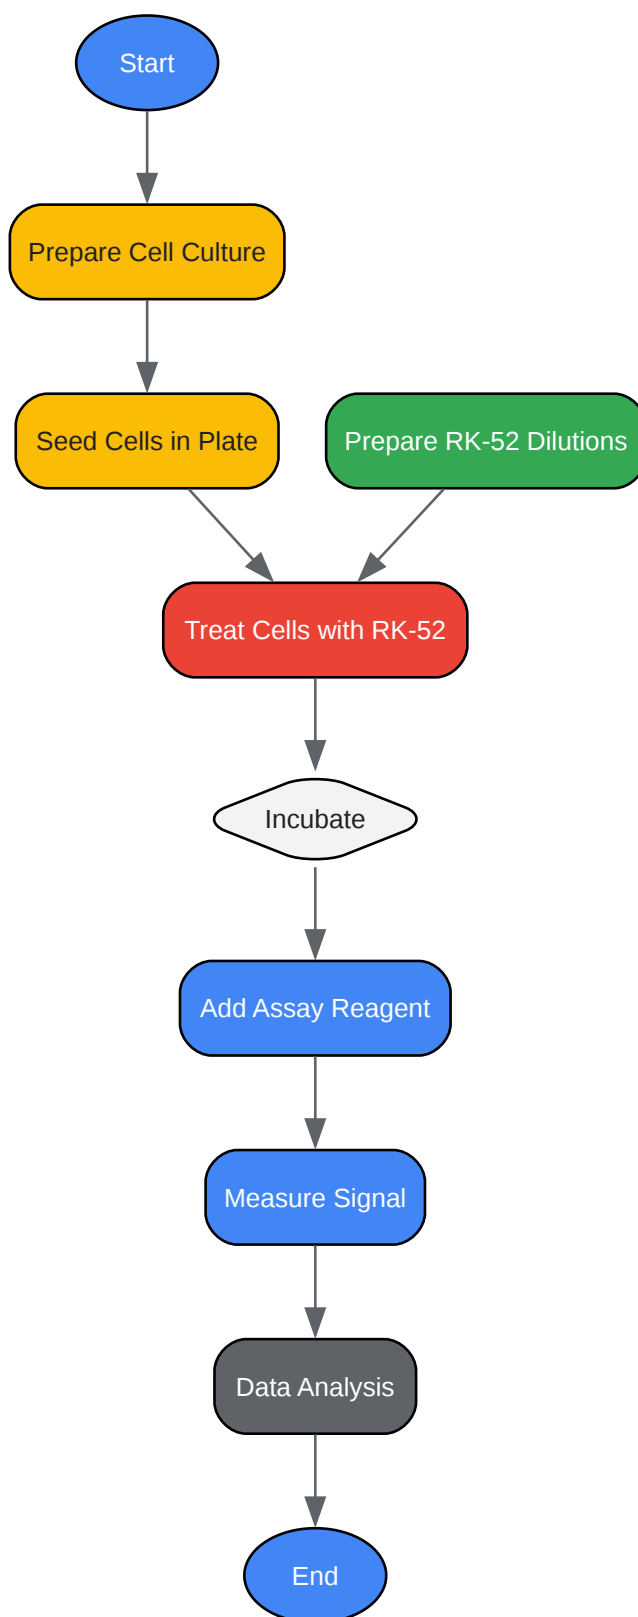 Start
Prepare Cell Culture
Seed Cells in Plate
Prepare RK-52 Dilutions
Treat Cells with RK-52
Incubate
Add Assay Reagent
Measure Signal
Data Analysis
End